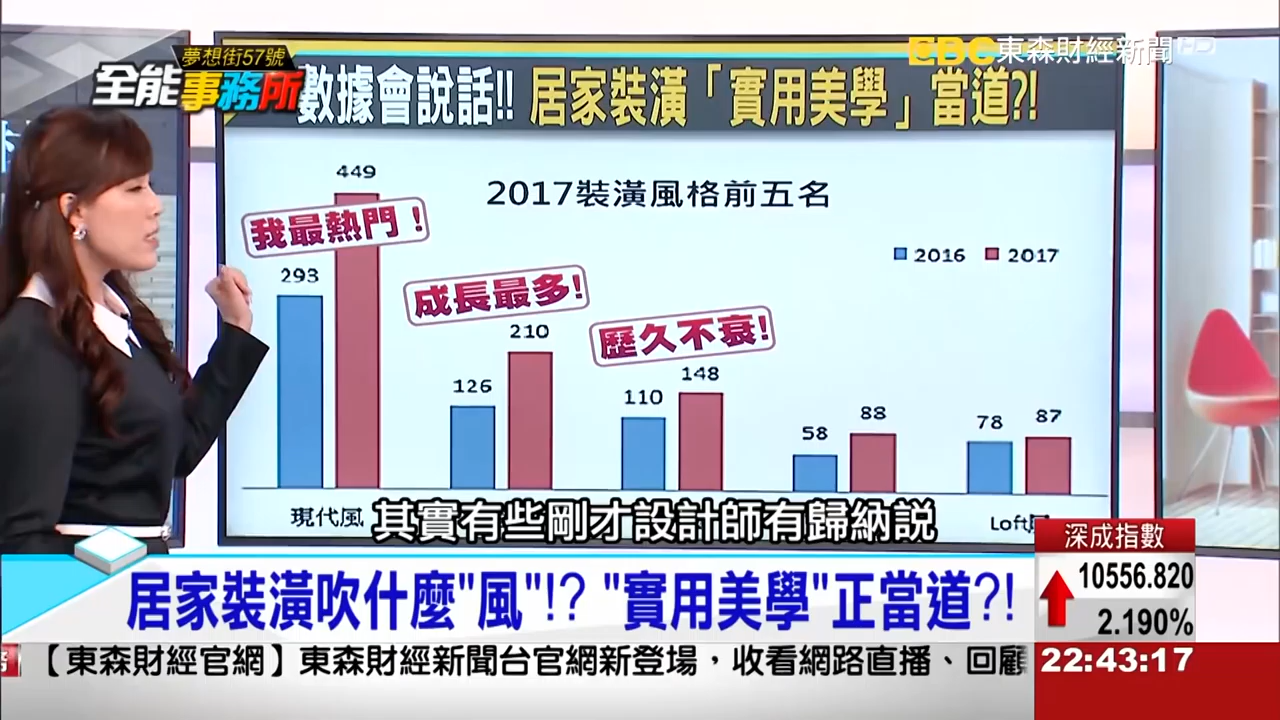 夢想街57號
全能事務所
EBC東森財經新聞HD
數據會說話!! 居家裝潢「實用美學」當道?!
2017裝潢風格前五名
2016 2017
我最熱門！
成長最多!
歷久不衰!
293 449
126 210
110 148
58 88
78 87
現代風
Loft
其實有些剛才設計師有歸納說
深成指數
10556.820
2.190%
居家裝潢吹什麼"風"!? "實用美學"正當道?!
【東森財經官網】東森財經新聞台官網新登場，收看網路直播、回顧
22:43:17